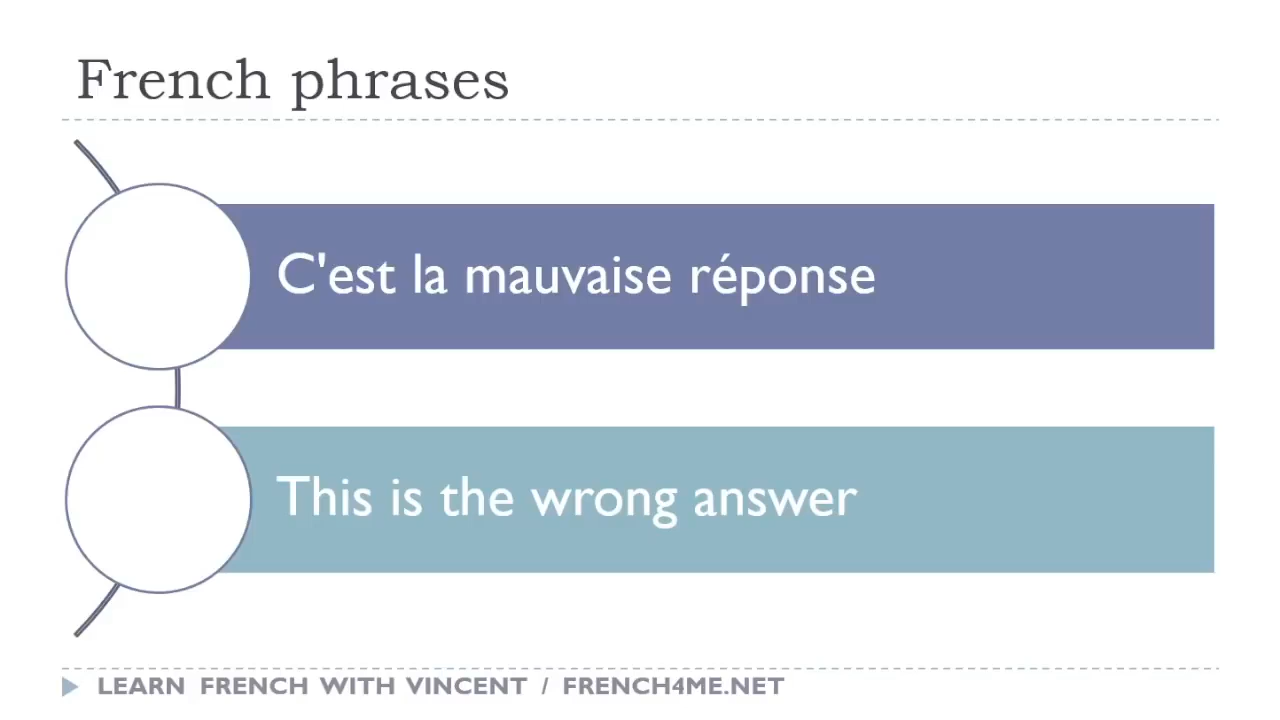 French phrases
C'est la mauvaise réponse
This is the wrong answer
LEARN FRENCH WITH VINCENT / FRENCH4ME.NET